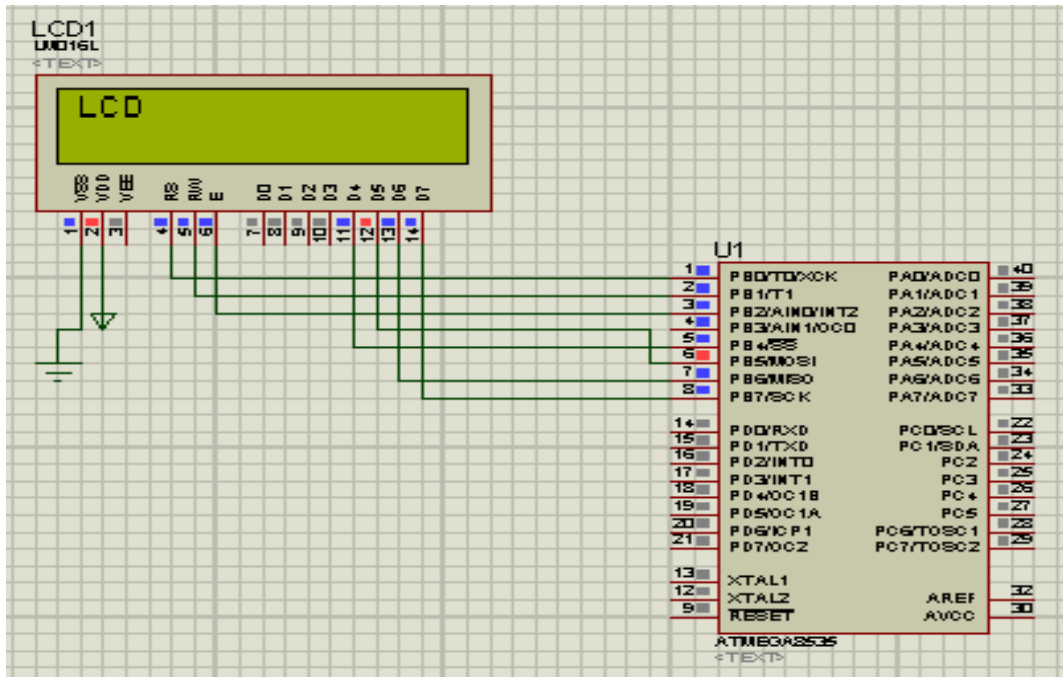 LCD1
LM016L
<TEXT>
LCD
VSS VDD VEE RS RW E D0 D1 D2 D3 D4 D5 D6 D7
1 2 3 4 5 6 7 8 9 10 11 12 13 14
U1
1 PB0/T0/XCK PA0/ADC0 40
2 PB1/T1 PA1/ADC1 39
3 PB2/AIN0/INT2 PA2/ADC2 38
4 PB3/AIN1/OC0 PA3/ADC3 37
5 PB4/SS PA4/ADC4 36
6 PB5/MOSI PA5/ADC5 35
7 PB6/MISO PA6/ADC6 34
8 PB7/SCK PA7/ADC7 33
14 PD0/RXD PC0/SCL 22
15 PD1/TXD PC1/SDA 23
16 PD2/INT0 PC2 24
17 PD3/INT1 PC3 25
18 PD4/OC1B PC4 26
19 PD5/OC1A PC5 27
20 PD6/ICP1 PC6/TOSC1 28
21 PD7/OC2 PC7/TOSC2 29
13 XTAL1
12 XTAL2 AREF 32
9 RESET AVCC 30
ATMEGA8535
<TEXT>